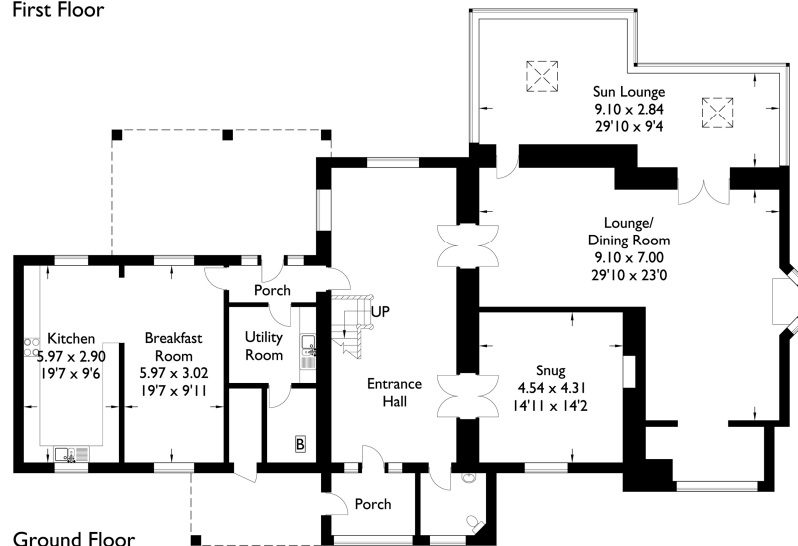 First Floor
Sun Lounge
9.10 x 2.84
29'10 x 9'4
Lounge/
Dining Room
9.10 x 7.00
29'10 x 23'0
Porch
UP
Kitchen
5.97 x 2.90
19'7 x 9'6
Breakfast
Room
5.97 x 3.02
19'7 x 9'11
Utility
Room
Snug
4.54 x 4.31
14'11 x 14'2
Entrance
Hall
B
Porch
Ground Floor